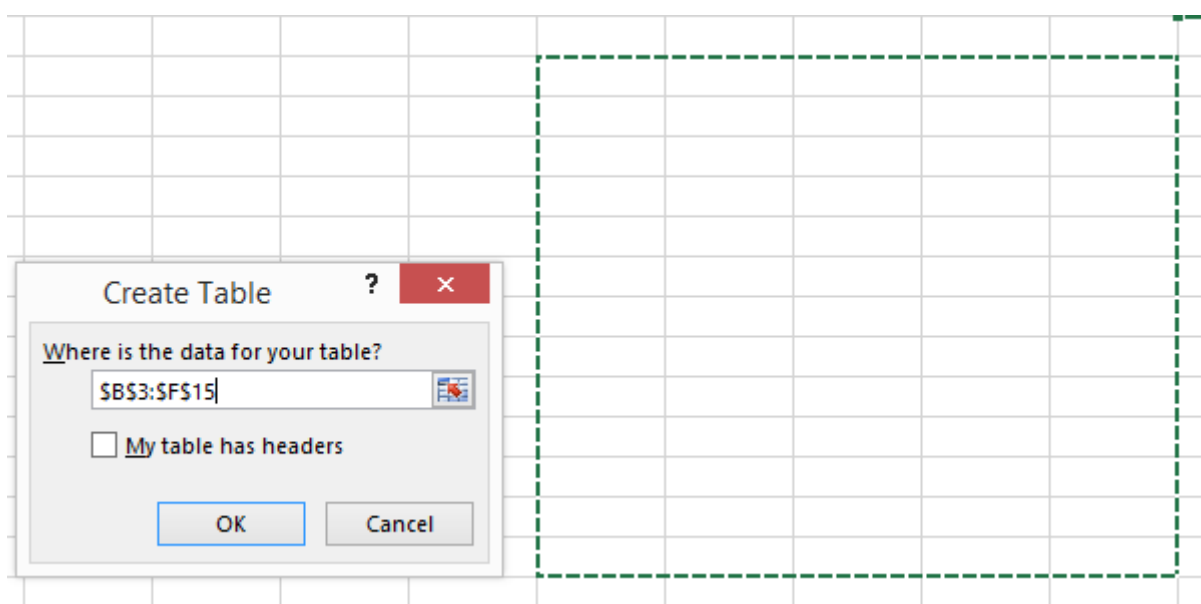 Create Table
?
Where is the data for your table?
$B$3:$F$15
My table has headers
OK
Cancel